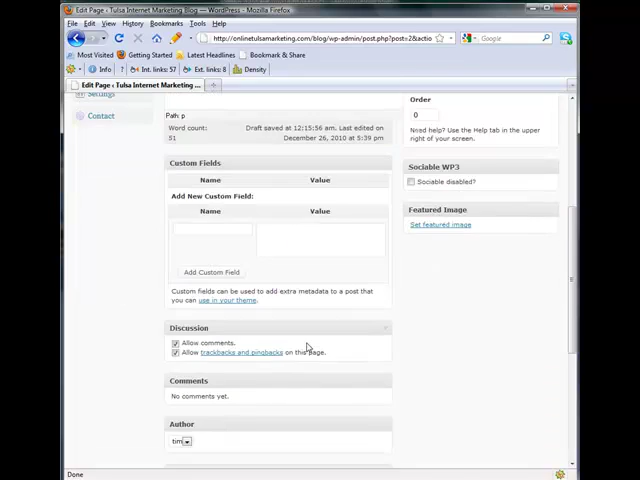 Edit Page ‹ Tulsa Internet Marketing Blog — WordPress - Mozilla Firefox
File Edit View History Bookmarks Tools Help
http://onlinetulsamarketing.com/blog/wp-admin/post.php?post=2&actio
Google
Most Visited Getting Started Latest Headlines Bookmark & Share
Info Int. links: 57 Ext. links: 8 Density
Edit Page ‹ Tulsa Internet Marketing ...
Settings
Contact
Path: p
Word count:
51
Draft saved at 12:15:56 am. Last edited on
December 26, 2010 at 5:39 pm
Custom Fields
Name Value
Add New Custom Field:
Name Value
Add Custom Field
Custom fields can be used to add extra metadata to a post that
you can use in your theme.
Discussion
Allow comments.
Allow trackbacks and pingbacks on this page.
Comments
No comments yet.
Author
tim
Order
0
Need help? Use the Help tab in the upper
right of your screen.
Sociable WP3
Sociable disabled?
Featured Image
Set featured image
Done